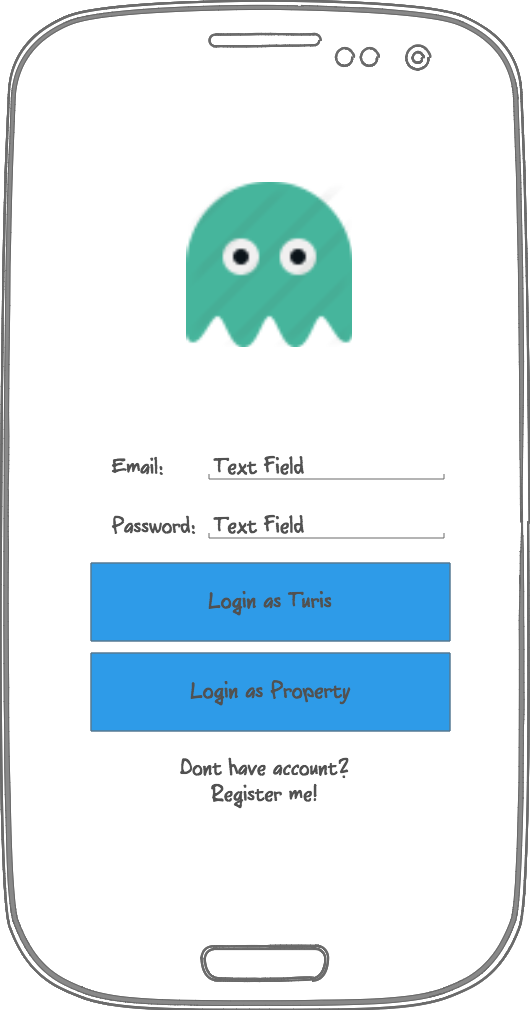 Email: Text Field
Password: Text Field
Login as Turis
Login as Property
Dont have account?
Register me!